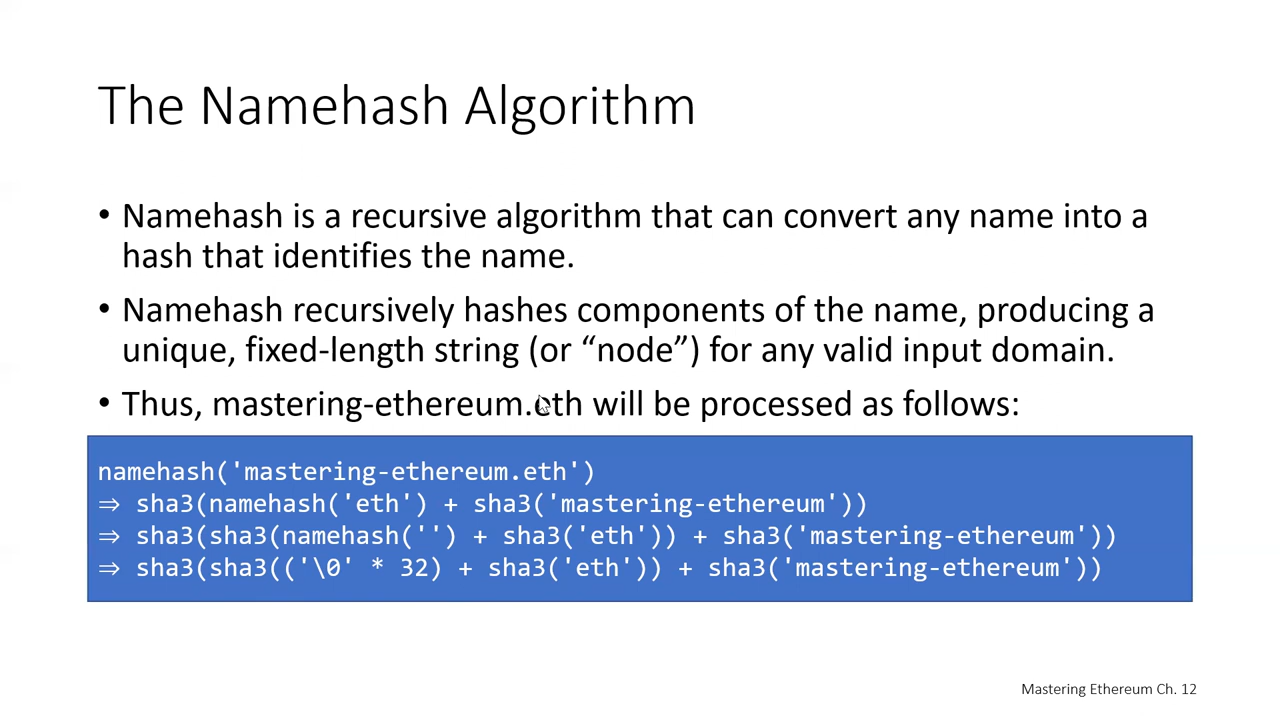 The Namehash Algorithm
• Namehash is a recursive algorithm that can convert any name into a
hash that identifies the name.
• Namehash recursively hashes components of the name, producing a
unique, fixed-length string (or “node”) for any valid input domain.
• Thus, mastering-ethereum.eth will be processed as follows:
namehash('mastering-ethereum.eth')
⇒ sha3(namehash('eth') + sha3('mastering-ethereum'))
⇒ sha3(sha3(namehash('') + sha3('eth')) + sha3('mastering-ethereum'))
⇒ sha3(sha3(('\0' * 32) + sha3('eth')) + sha3('mastering-ethereum'))
Mastering Ethereum Ch. 12